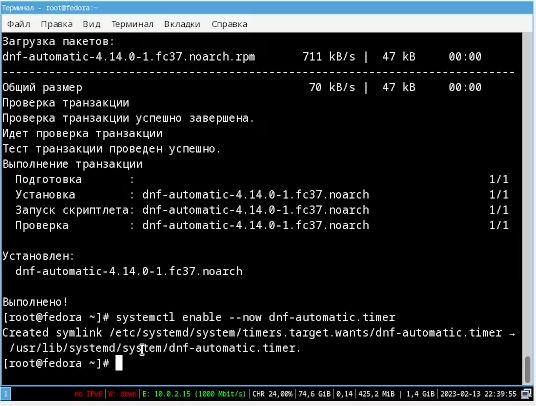 Терминал - root@fedora:~
Файл Правка Вид Терминал Вкладки Справка
Загрузка пакетов:
dnf-automatic-4.14.0-1.fc37.noarch.rpm 711 kB/s | 47 kB 00:00
--------------------------------------------------------------------------------
Общий размер 70 kB/s | 47 kB 00:00
Проверка транзакции
Проверка транзакции успешно завершена.
Идет проверка транзакции
Тест транзакции проведен успешно.
Выполнение транзакции
Подготовка : 1/1
Установка : dnf-automatic-4.14.0-1.fc37.noarch 1/1
Запуск скриптлета: dnf-automatic-4.14.0-1.fc37.noarch 1/1
Проверка : dnf-automatic-4.14.0-1.fc37.noarch 1/1
Установлен:
dnf-automatic-4.14.0-1.fc37.noarch
Выполнено!
[root@fedora ~]# systemctl enable --now dnf-automatic.timer
Created symlink /etc/systemd/system/timers.target.wants/dnf-automatic.timer →
/usr/lib/systemd/system/dnf-automatic.timer.
[root@fedora ~]#
1 no IPv6 | W: down | E: 10.0.2.15 (1000 Mbit/s) | CHR 24,00% | 74,6 GiB | 0,14 | 425,2 MiB | 1,4 GiB | 2023-02-13 22:39:55